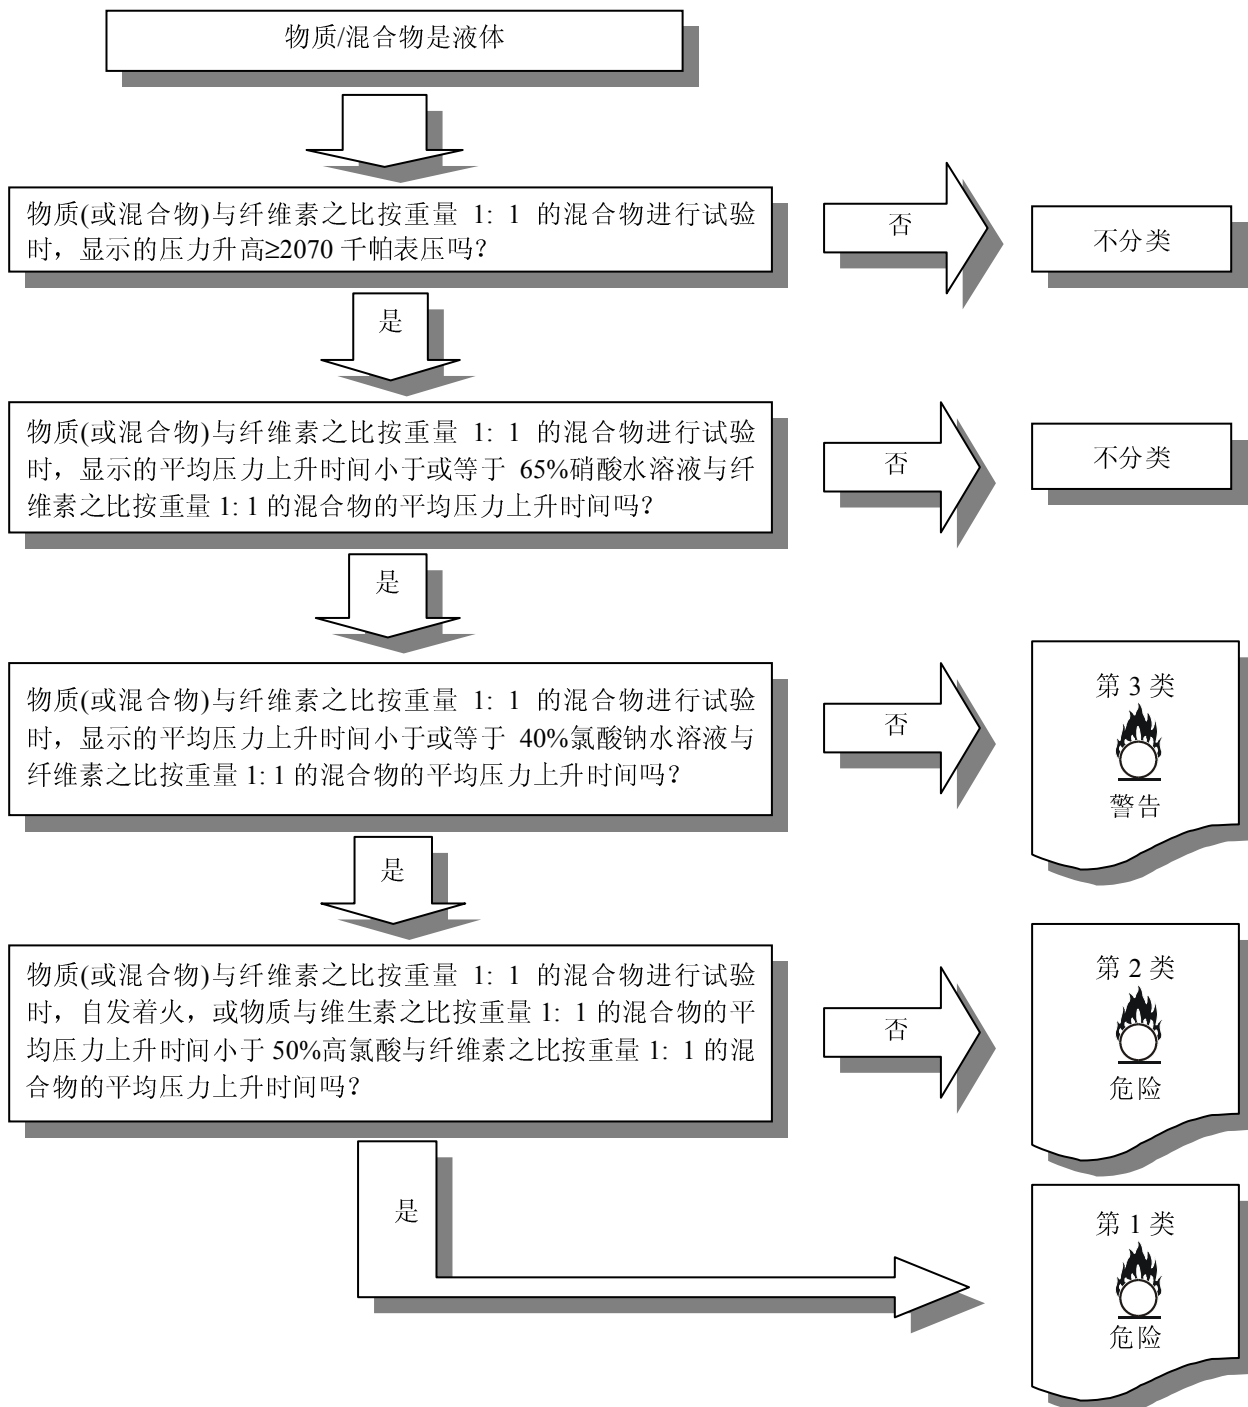 物质/混合物是液体
物质(或混合物)与纤维素之比按重量 1: 1 的混合物进行试验
时，显示的压力升高≥2070 千帕表压吗？
否
不分类
是
物质(或混合物)与纤维素之比按重量 1: 1 的混合物进行试验
时，显示的平均压力上升时间小于或等于 65%硝酸水溶液与纤
维素之比按重量 1: 1 的混合物的平均压力上升时间吗？
否
不分类
是
物质(或混合物)与纤维素之比按重量 1: 1 的混合物进行试验
时，显示的平均压力上升时间小于或等于 40%氯酸钠水溶液与
纤维素之比按重量 1: 1 的混合物的平均压力上升时间吗？
否
第 3 类
警告
是
物质(或混合物)与纤维素之比按重量 1: 1 的混合物进行试验
时，自发着火，或物质与维生素之比按重量 1: 1 的混合物的平
均压力上升时间小于 50%高氯酸与纤维素之比按重量 1: 1 的混
合物的平均压力上升时间吗？
否
第 2 类
危险
是
第 1 类
危险